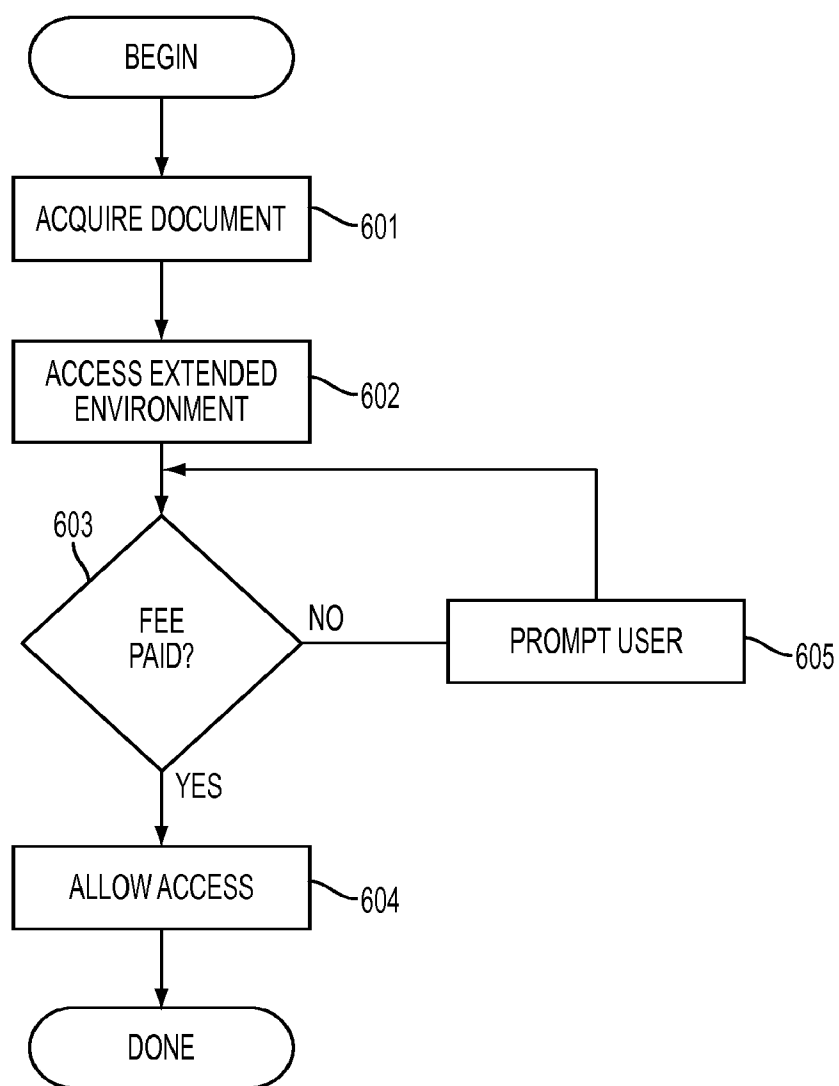 BEGIN
ACQUIRE DOCUMENT
601
ACCESS EXTENDED
ENVIRONMENT
602
603
FEE
PAID?
NO
PROMPT USER
605
YES
ALLOW ACCESS
604
DONE